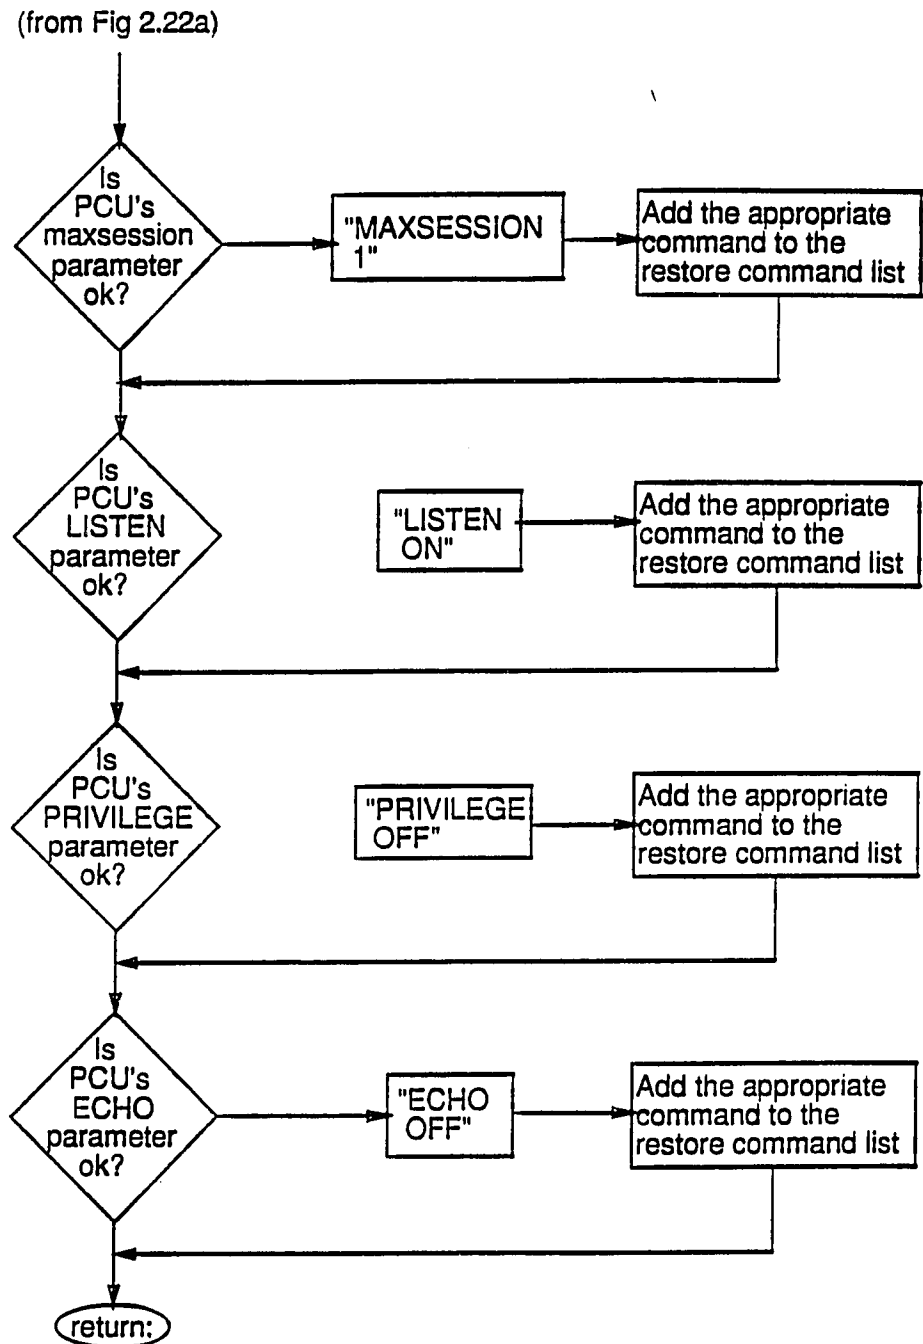 (from Fig 2.22a)
Is
PCU's
maxsession
parameter
ok?
"MAXSESSION
1"
Add the appropriate
command to the
restore command list
Is
PCU's
LISTEN
parameter
ok?
"LISTEN
ON"
Add the appropriate
command to the
restore command list
Is
PCU's
PRIVILEGE
parameter
ok?
"PRIVILEGE
OFF"
Add the appropriate
command to the
restore command list
Is
PCU's
ECHO
parameter
ok?
"ECHO
OFF"
Add the appropriate
command to the
restore command list
return;